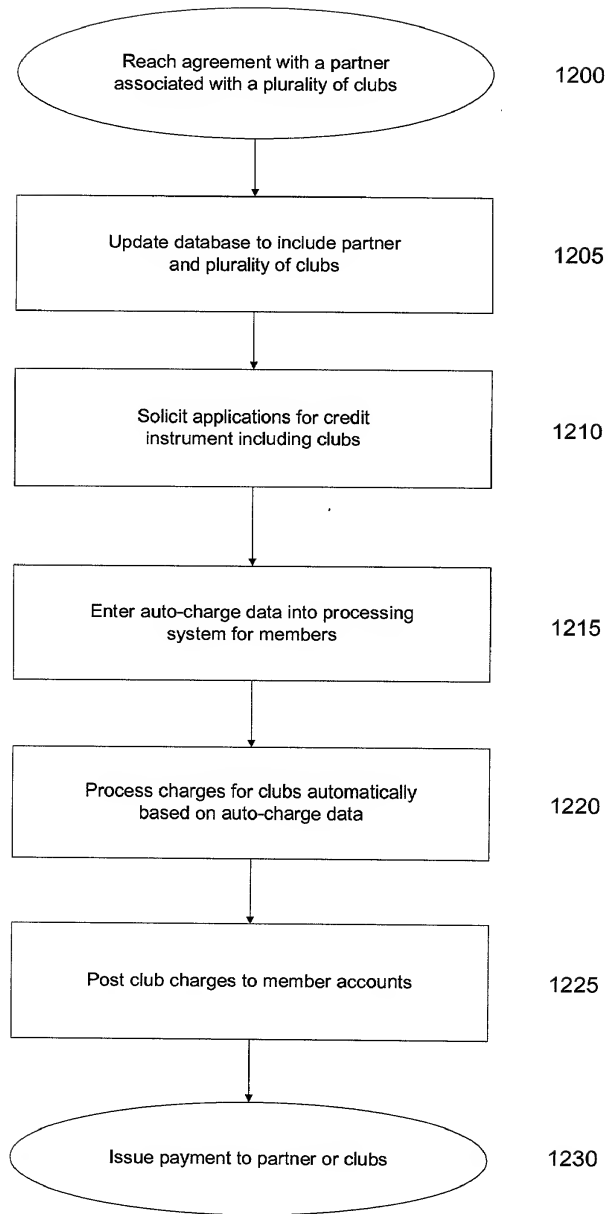 Reach agreement with a partner
associated with a plurality of clubs
1200
Update database to include partner
and plurality of clubs
1205
Solicit applications for credit
instrument including clubs
1210
Enter auto-charge data into processing
system for members
1215
Process charges for clubs automatically
based on auto-charge data
1220
Post club charges to member accounts
1225
Issue payment to partner or clubs
1230